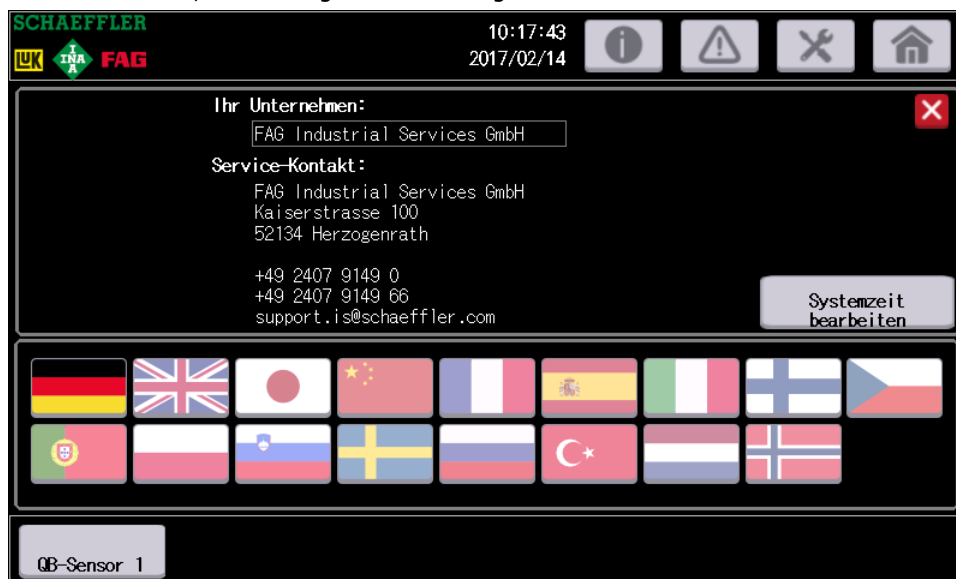 SCHAEFFLER
LUK INA FAG
10:17:43
2017/02/14
Ihr Unternehmen:
FAG Industrial Services GmbH
Service-Kontakt:
FAG Industrial Services GmbH
Kaiserstrasse 100
52134 Herzogenrath
+49 2407 9149 0
+49 2407 9149 66
support.is@schaeffler.com
Systemzeit
bearbeiten
QB-Sensor 1